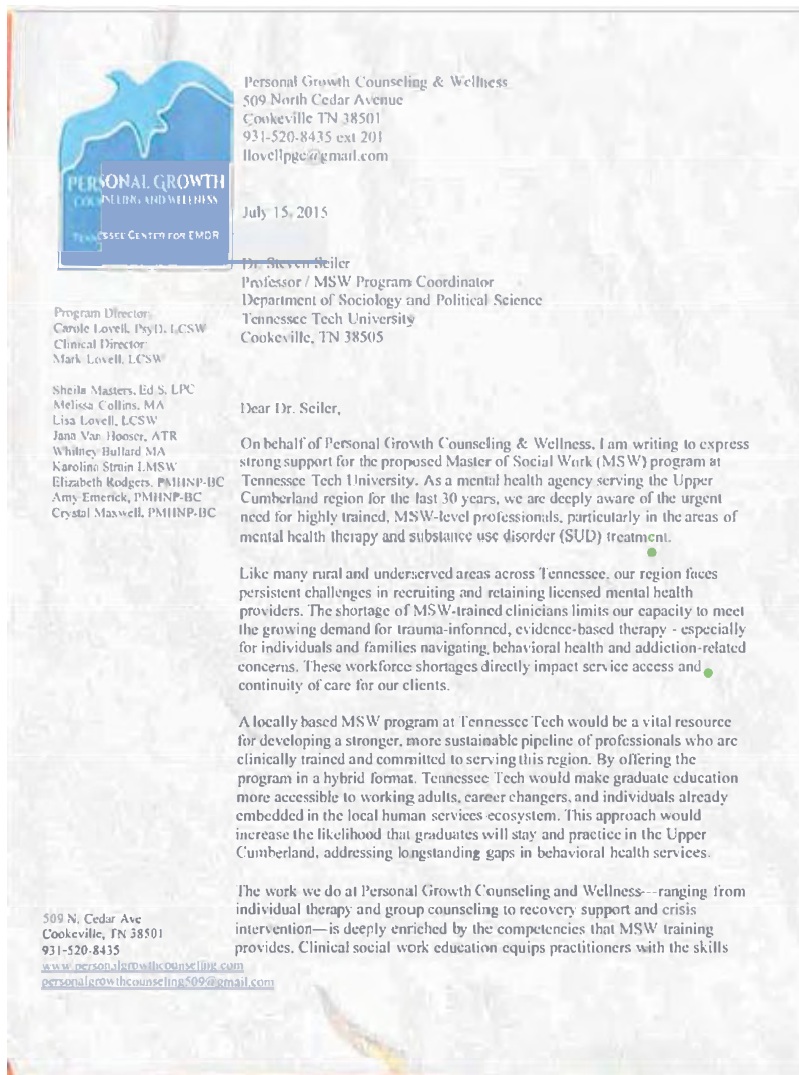 PERSONAL GROWTH
COUNSELING AND WELLNESS
TENNESSEE CENTER FOR EMDR
Personal Growth Counseling & Wellness
509 North Cedar Avenue
Cookeville TN 38501
931-520-8435 ext 201
llovellpgc@gmail.com
July 15, 2015
Dr. Steven Seiler
Professor / MSW Program Coordinator
Department of Sociology and Political Science
Tennessee Tech University
Cookeville, TN 38505
Program Director:
Carole Lovell, PsyD, LCSW
Clinical Director:
Mark Lovell, LCSW
Sheila Masters, Ed S, LPC
Melissa Collins, MA
Lisa Lovell, LCSW
Jana Van Hooser, ATR
Whitney Bullard MA
Karolina Strain LMSW
Elizabeth Rodgers, PMHNP-BC
Amy Emerick, PMHNP-BC
Crystal Maxwell, PMHNP-BC
Dear Dr. Seiler,
On behalf of Personal Growth Counseling & Wellness, I am writing to express
strong support for the proposed Master of Social Work (MSW) program at
Tennessee Tech University. As a mental health agency serving the Upper
Cumberland region for the last 30 years, we are deeply aware of the urgent
need for highly trained, MSW-level professionals, particularly in the areas of
mental health therapy and substance use disorder (SUD) treatment.
Like many rural and underserved areas across Tennessee, our region faces
persistent challenges in recruiting and retaining licensed mental health
providers. The shortage of MSW-trained clinicians limits our capacity to meet
the growing demand for trauma-informed, evidence-based therapy - especially
for individuals and families navigating, behavioral health and addiction-related
concerns. These workforce shortages directly impact service access and
continuity of care for our clients.
A locally based MSW program at Tennessee Tech would be a vital resource
for developing a stronger, more sustainable pipeline of professionals who are
clinically trained and committed to serving this region. By offering the
program in a hybrid format, Tennessee Tech would make graduate education
more accessible to working adults, career changers, and individuals already
embedded in the local human services ecosystem. This approach would
increase the likelihood that graduates will stay and practice in the Upper
Cumberland, addressing longstanding gaps in behavioral health services.
The work we do at Personal Growth Counseling and Wellness---ranging from
individual therapy and group counseling to recovery support and crisis
intervention—is deeply enriched by the competencies that MSW training
provides. Clinical social work education equips practitioners with the skills
509 N. Cedar Ave
Cookeville, TN 38501
931-520-8435
www.personalgrowthcounseling.com
personalgrowthcounseling509@gmail.com